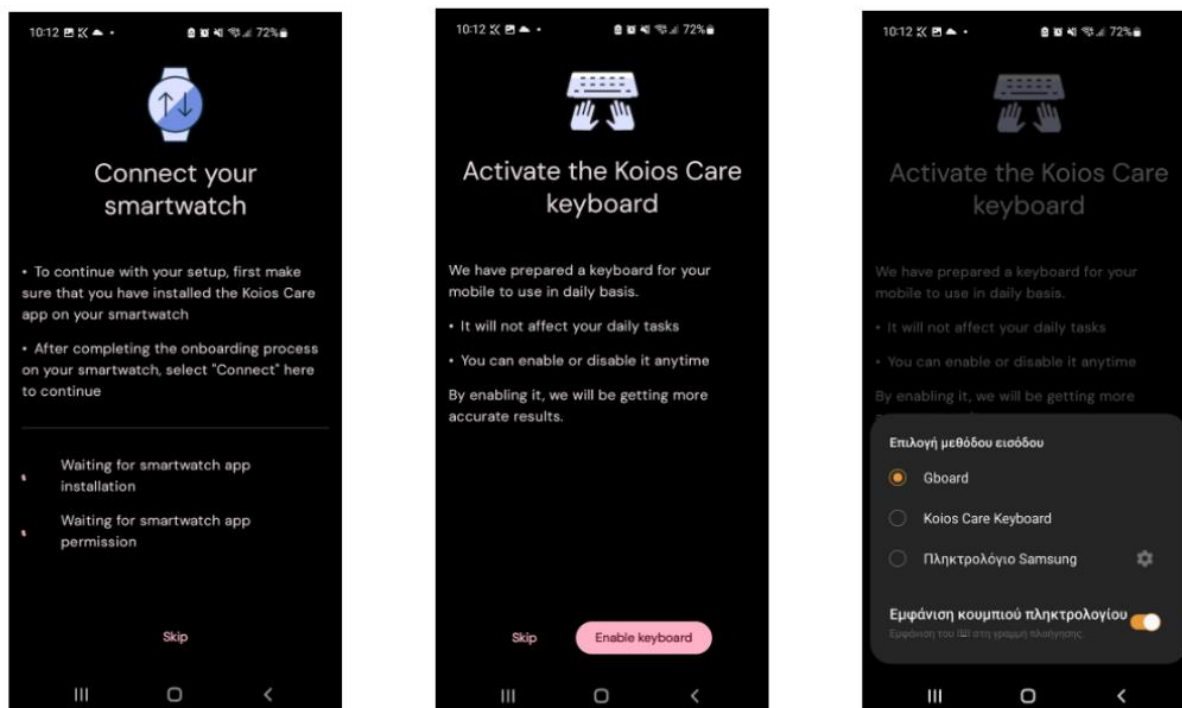 10:12
72%
Connect your
smartwatch
• To continue with your setup, first make
sure that you have installed the Koios Care
app on your smartwatch
• After completing the onboarding process
on your smartwatch, select "Connect" here
to continue
Waiting for smartwatch app
installation
Waiting for smartwatch app
permission
Skip
10:12
72%
Activate the Koios Care
keyboard
We have prepared a keyboard for your
mobile to use in daily basis.
• It will not affect your daily tasks
• You can enable or disable it anytime
By enabling it, we will be getting more
accurate results.
Skip
Enable keyboard
10:12
72%
Activate the Koios Care
keyboard
We have prepared a keyboard for your
mobile to use in daily basis.
• It will not affect your daily tasks
• You can enable or disable it anytime
By enabling it, we will be getting more
Επιλογή μεθόδου εισόδου
Gboard
Koios Care Keyboard
Πληκτρολόγιο Samsung
Εμφάνιση κουμπιού πληκτρολογίου
Εμφάνιση του στη γραμμή πλοήγησης.